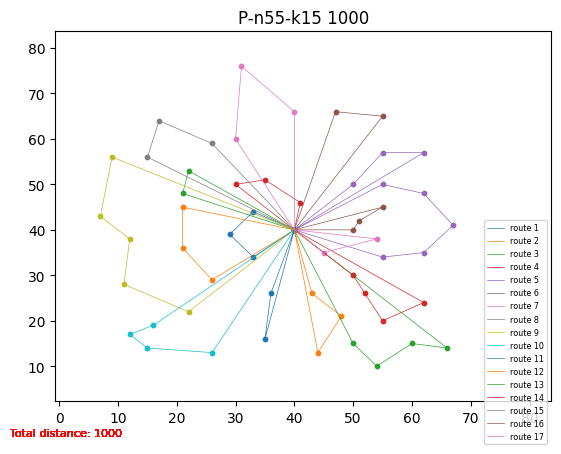 P-n55-k15 1000
80
70
60
50
40
30
20
10
0 10 20 30 40 50 60 70 80
route 1
route 2
route 3
route 4
route 5
route 6
route 7
route 8
route 9
route 10
route 11
route 12
route 13
route 14
route 15
route 16
route 17
Total distance: 1000